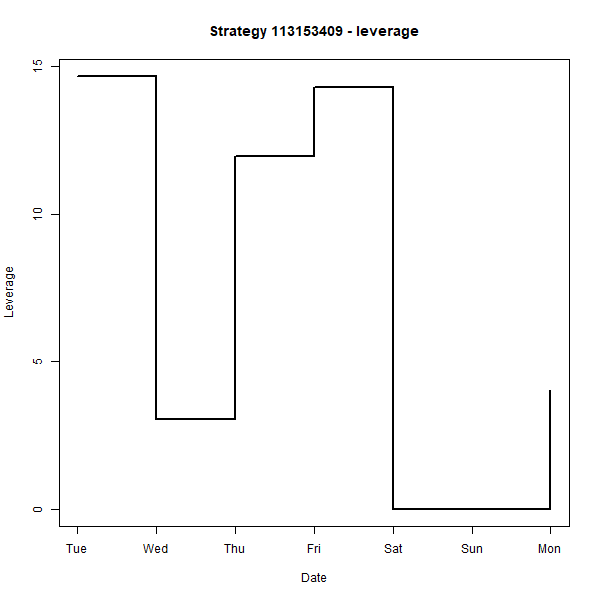 Strategy 113153409 - leverage
15
10
5
0
Leverage
Tue Wed Thu Fri Sat Sun Mon
Date